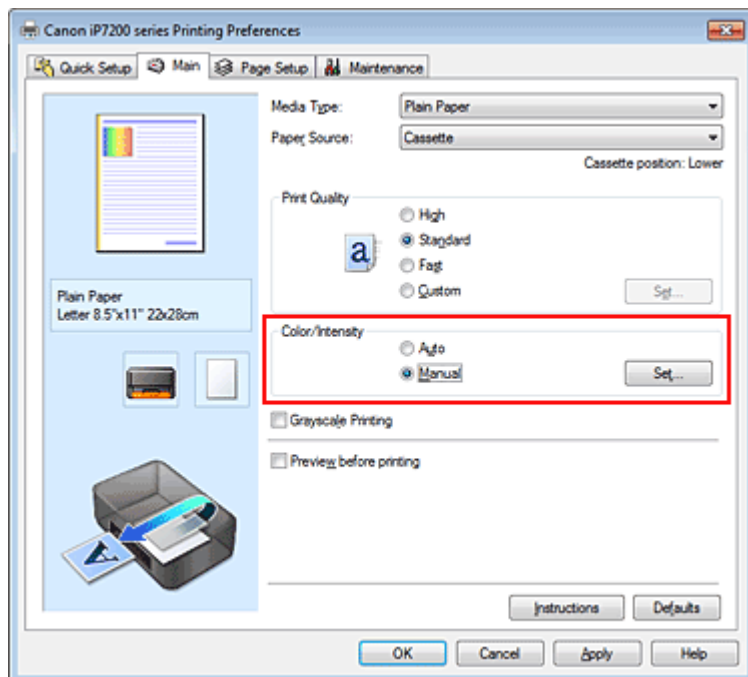 Canon iP7200 series Printing Preferences
Quick Setup Main Page Setup Maintenance
Media Type: Plain Paper
Paper Source: Cassette
Cassette position: Lower
Print Quality
High
a Standard
Fast
Custom Set...
Plain Paper
Letter 8.5"x11" 22x28cm
Color/Intensity
Auto
Manual Set...
Grayscale Printing
Preview before printing
A
Instructions Defaults
OK Cancel Apply Help